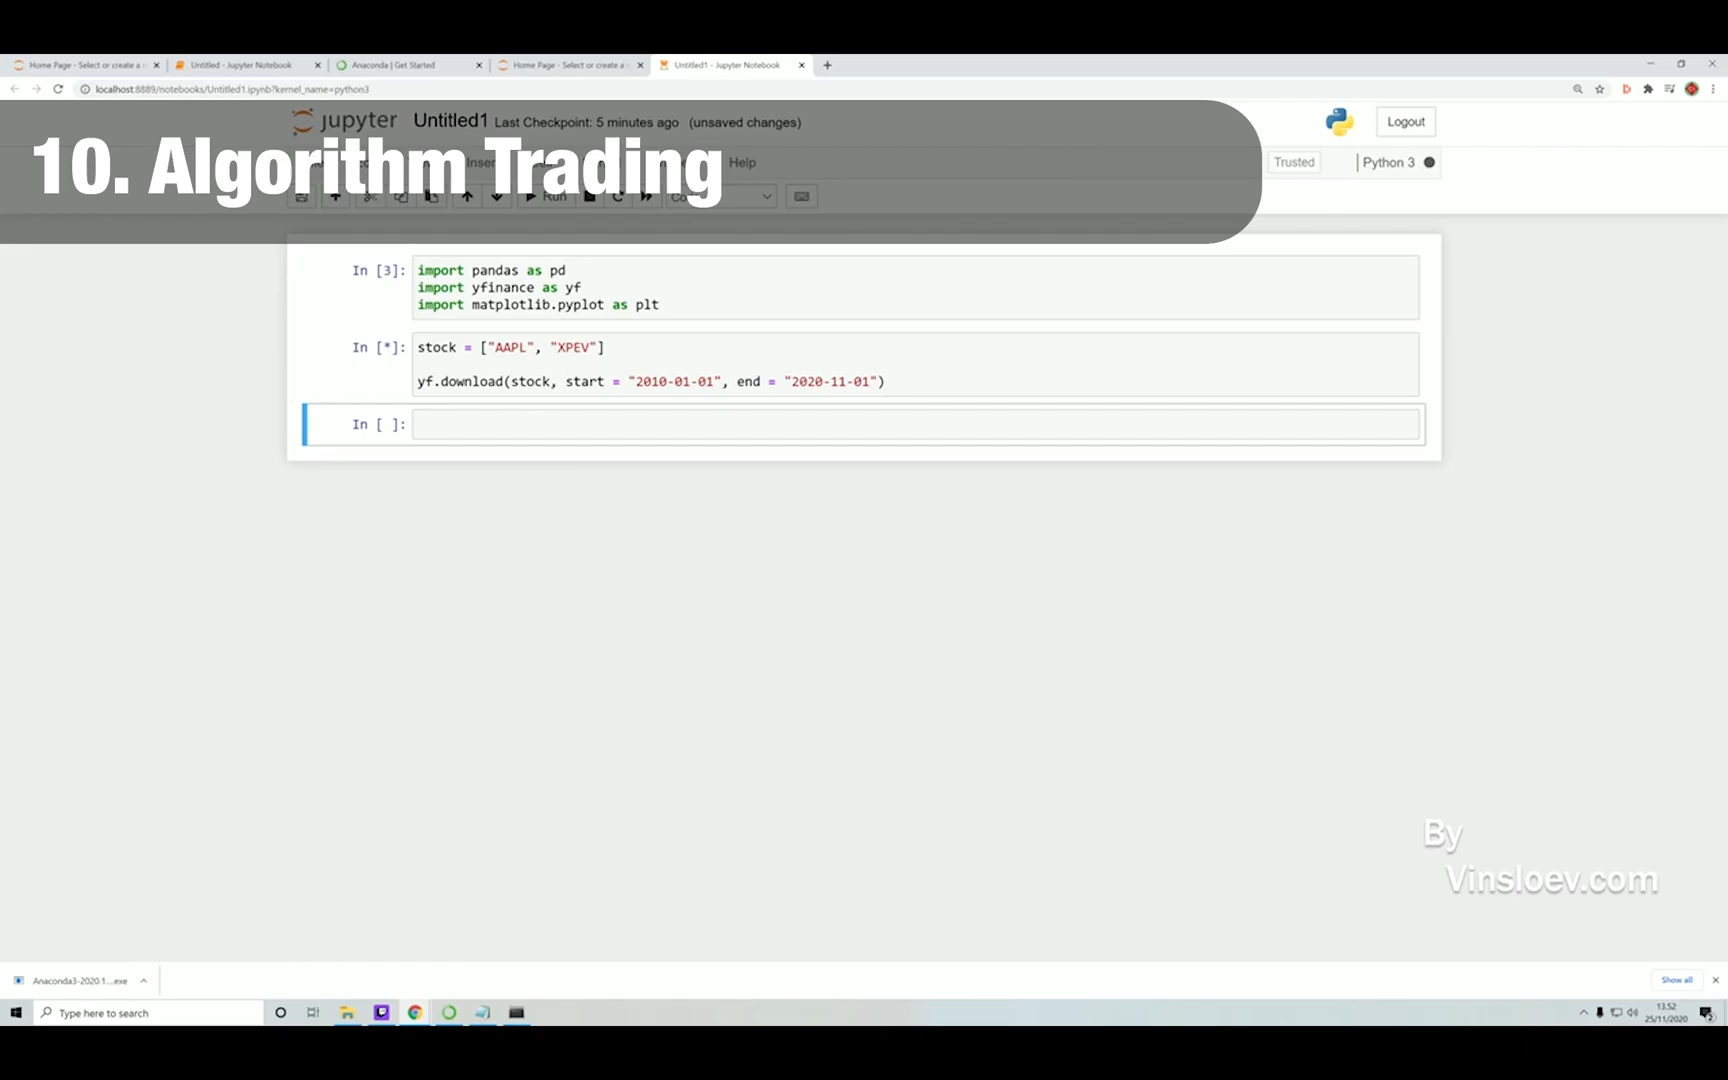 Home Page - Select or create a n
Untitled - Jupyter Notebook
Anaconda | Get Started
Home Page - Select or create a
Untitled1 - Jupyter Notebook
localhost:8889/notebooks/Untitled1.ipynb?kernel_name=python3
jupyter Untitled1 Last Checkpoint: 5 minutes ago (unsaved changes)
Logout
10. Algorithm Trading
Insert
Help
Trusted
Python 3
Run
In [3]: import pandas as pd
import yfinance as yf
import matplotlib.pyplot as plt
In [*]: stock = ["AAPL", "XPEV"]
yf.download(stock, start = "2010-01-01", end = "2020-11-01")
In [ ]:
By
Vinsloev.com
Anaconda3-2020.1....exe
Show all
Type here to search
13.52
25/11/2020